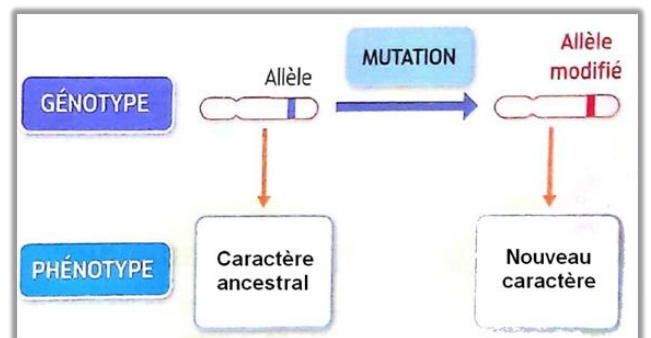 Allèle
MUTATION
Allèle
modifié
GÉNOTYPE
PHÉNOTYPE
Caractère
ancestral
Nouveau
caractère